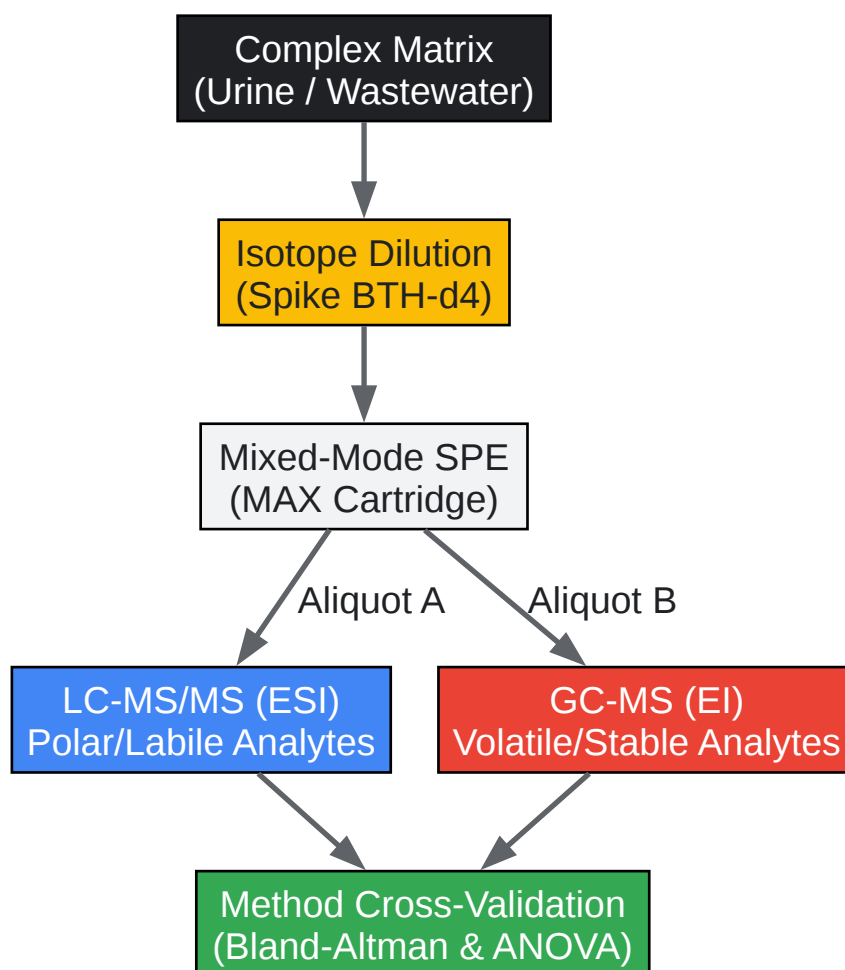 Complex Matrix
(Urine / Wastewater)
Isotope Dilution
(Spike BTH-d4)
Mixed-Mode SPE
(MAX Cartridge)
Aliquot A
Aliquot B
LC-MS/MS (ESI)
Polar/Labile Analytes
GC-MS (EI)
Volatile/Stable Analytes
Method Cross-Validation
(Bland-Altman & ANOVA)